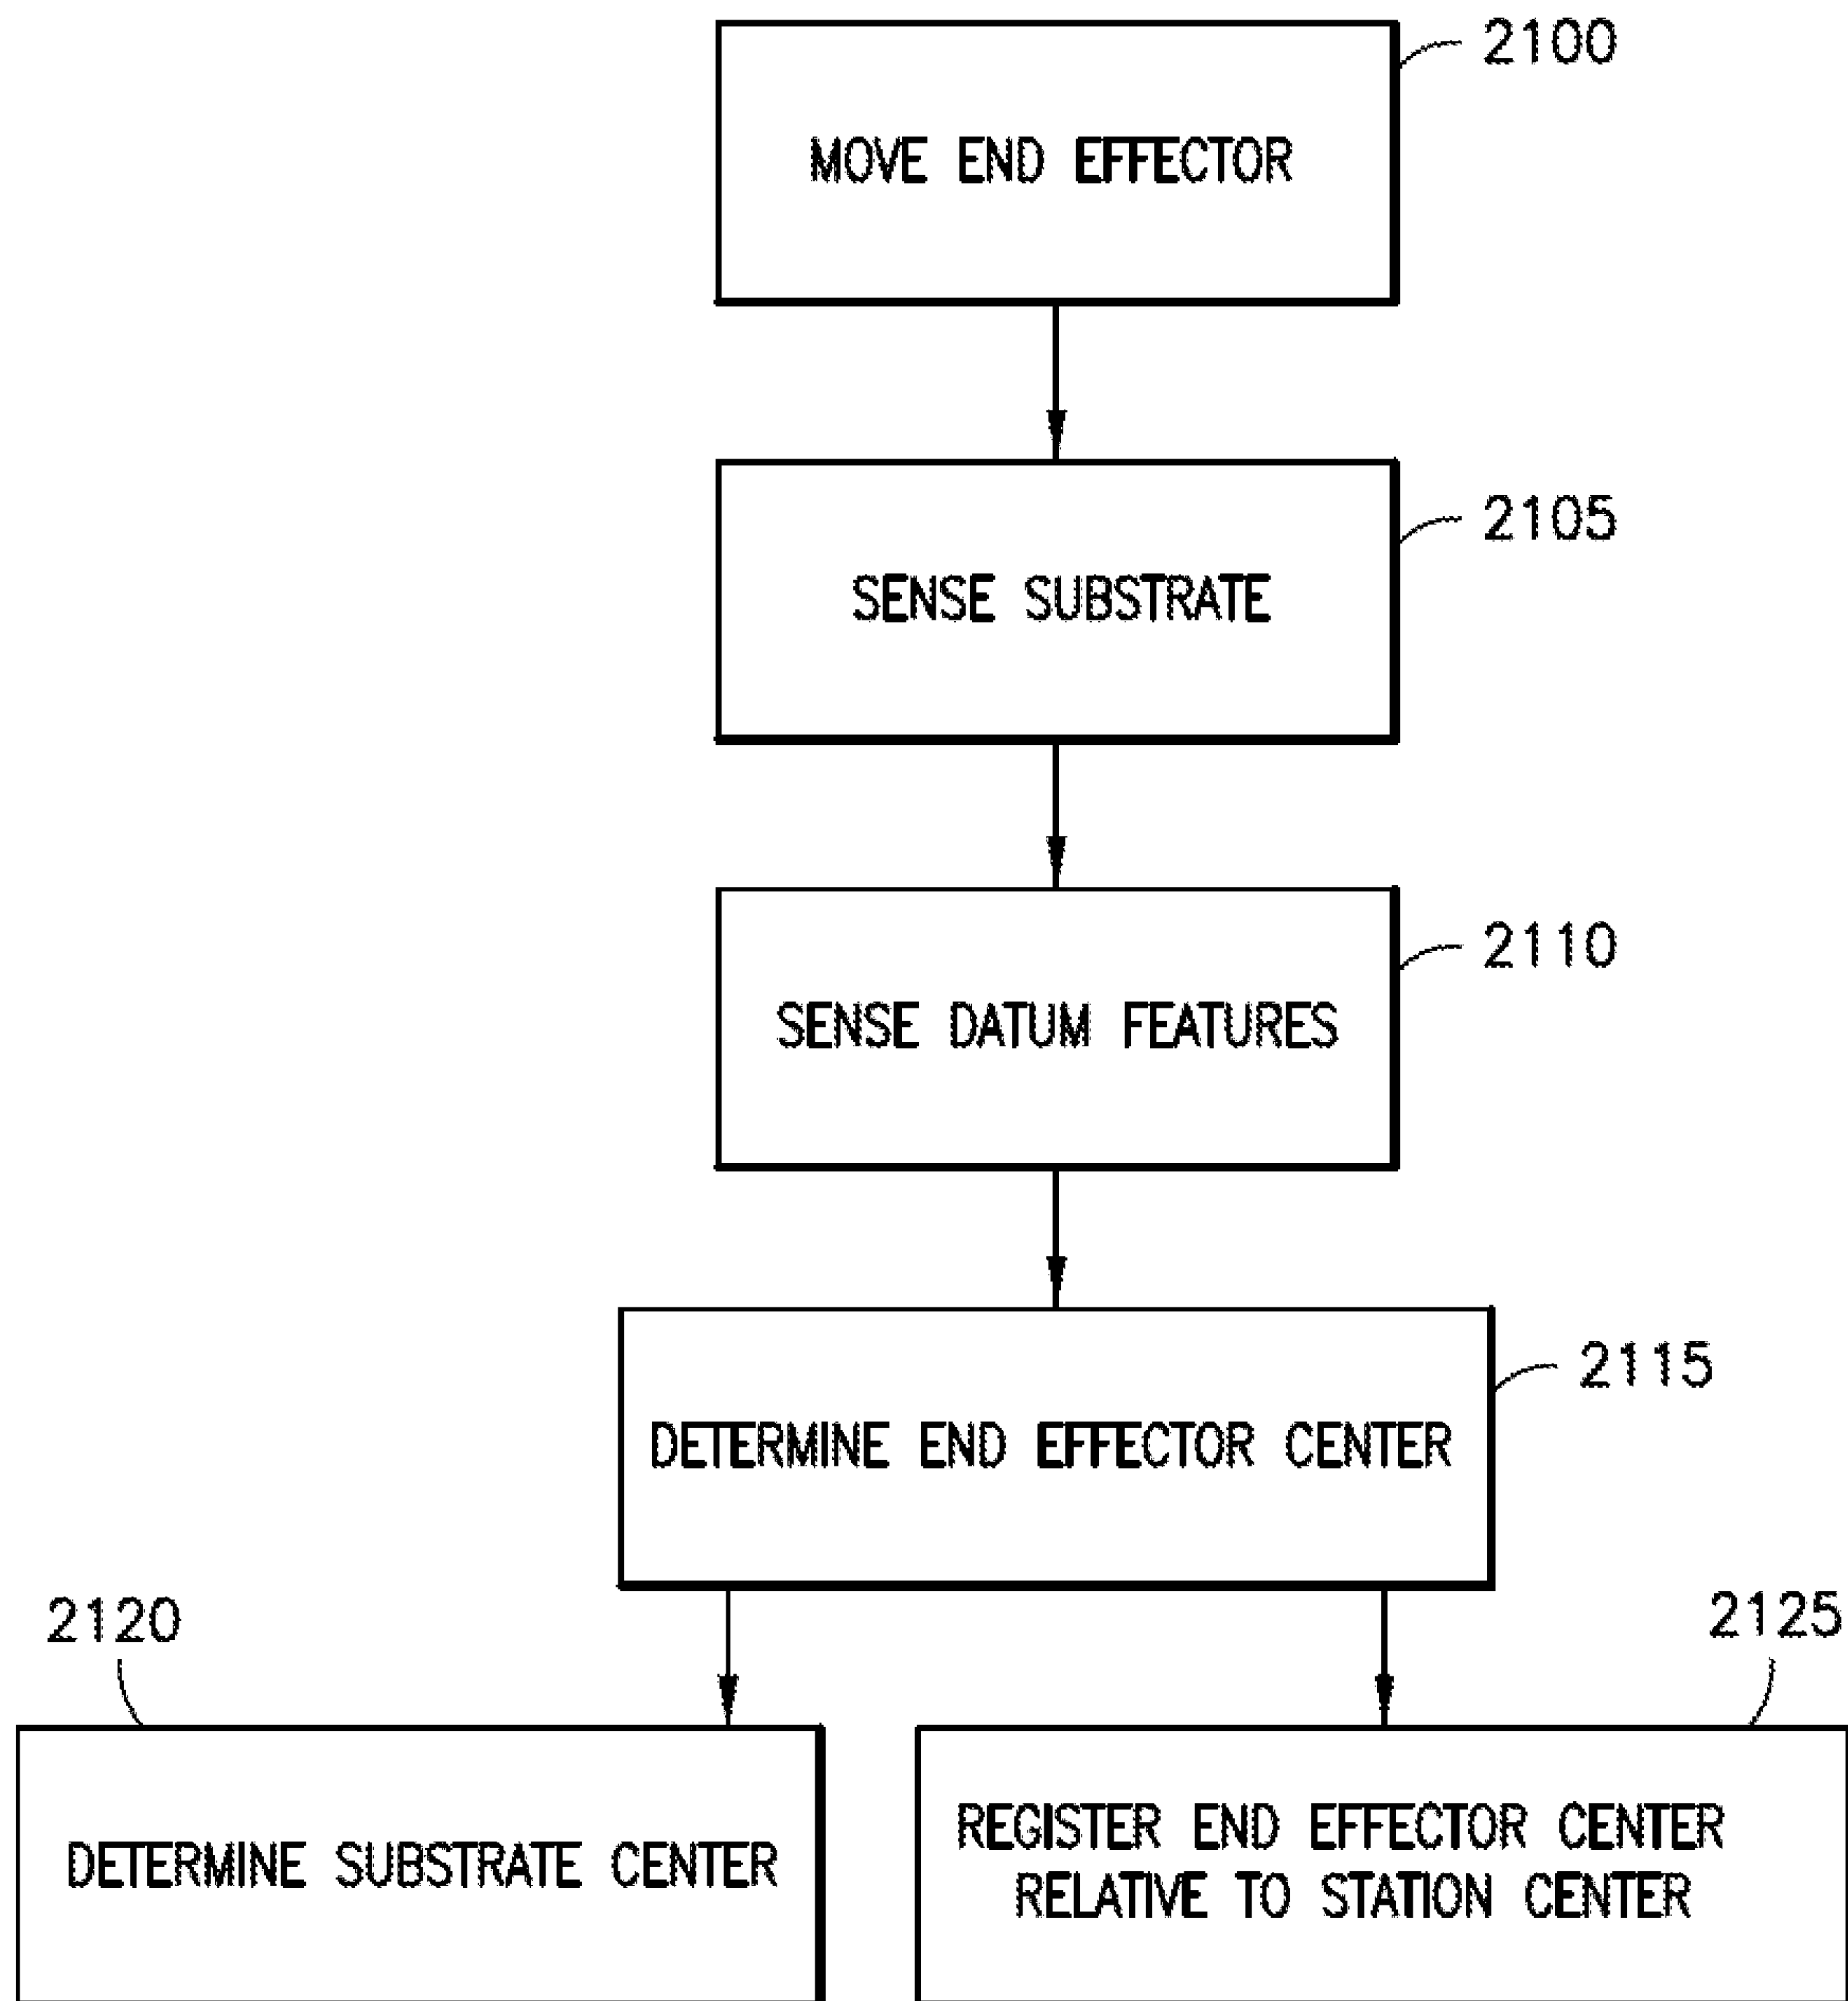 2100
MOVE END EFFECTOR
2105
SENSE SUBSTRATE
2110
SENSE DATUM FEATURES
2115
DETERMINE END EFFECTOR CENTER
2120
2125
DETERMINE SUBSTRATE CENTER
REGISTER END EFFECTOR CENTER
RELATIVE TO STATION CENTER